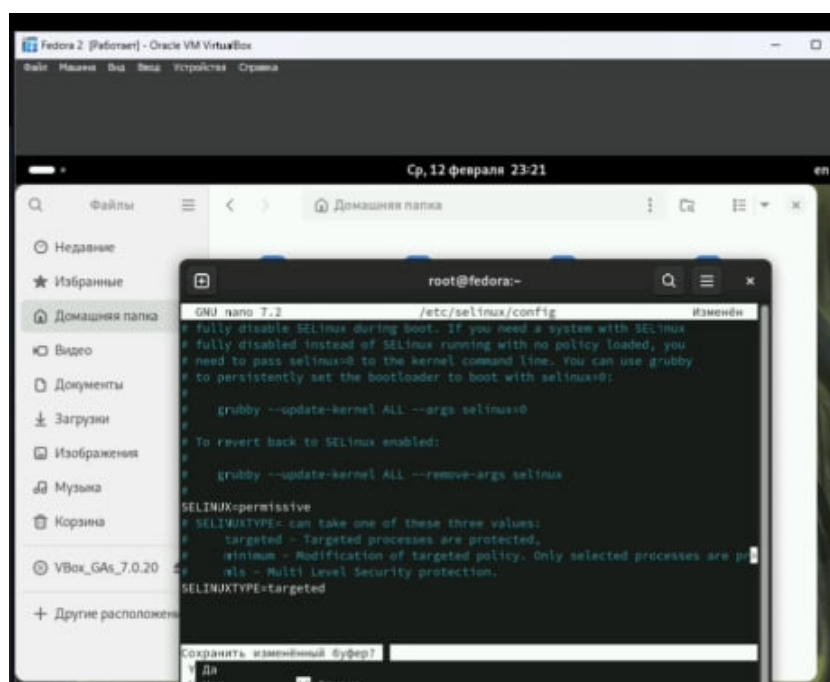 Fedora 2 [Работает] - Oracle VM VirtualBox
Файл Машина Вид Ввод Устройства Справка
Ср, 12 февраля 23:21
en
Файлы
Домашняя папка
Недавние
Избранные
Домашняя папка
Видео
Документы
Загрузки
Изображения
Музыка
Корзина
VBox_GAs_7.0.20
+ Другие расположени
root@fedora:~
GNU nano 7.2 /etc/selinux/config Изменён
# fully disable SELinux during boot. If you need a system with SELinux
# fully disabled instead of SELinux running with no policy loaded, you
# need to pass selinux=0 to the kernel command line. You can use grubby
# to persistently set the bootloader to boot with selinux=0:
#
# grubby --update-kernel ALL --args selinux=0
#
# To revert back to SELinux enabled:
#
# grubby --update-kernel ALL --remove-args selinux
#
SELINUX=permissive
# SELINUXTYPE= can take one of these three values:
# targeted - Targeted processes are protected,
# minimum - Modification of targeted policy. Only selected processes are pr
# mls - Multi Level Security protection.
SELINUXTYPE=targeted
Сохранить изменённый буфер?
Y Да